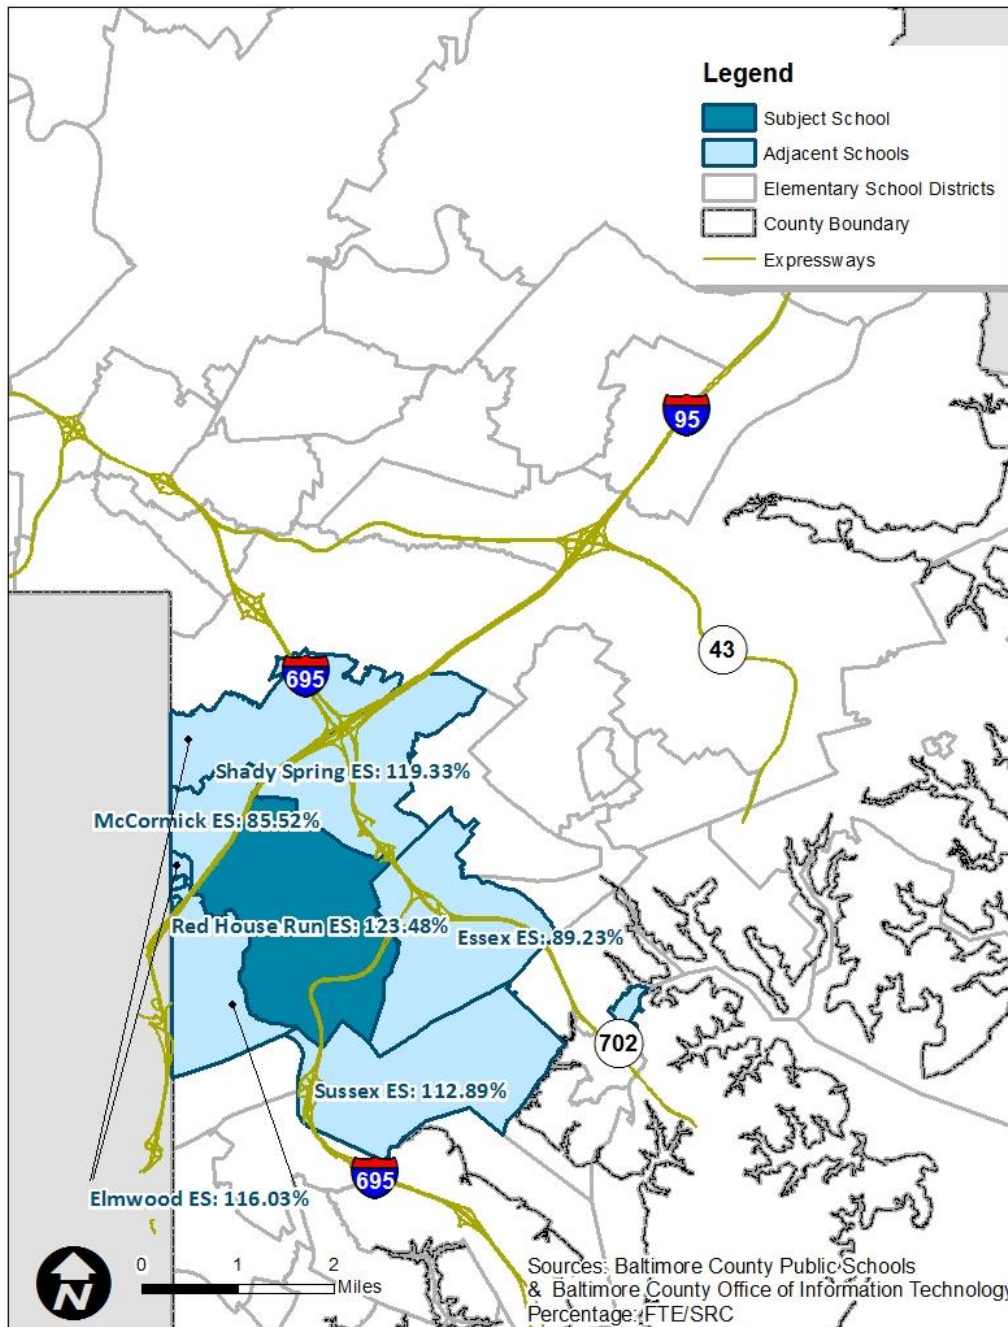 Legend
Subject School
Adjacent Schools
Elementary School Districts
County Boundary
Expressways
95
43
695
Shady Spring ES: 119.33%
McCormick ES: 85.52%
Red House Run ES: 123.48%
Essex ES: 89.23%
702
Sussex ES: 112.89%
695
Elmwood ES: 116.03%
N
0 1 2
Miles
Sources: Baltimore County Public Schools
& Baltimore County Office of Information Technology
Percentage: FTE/SRC